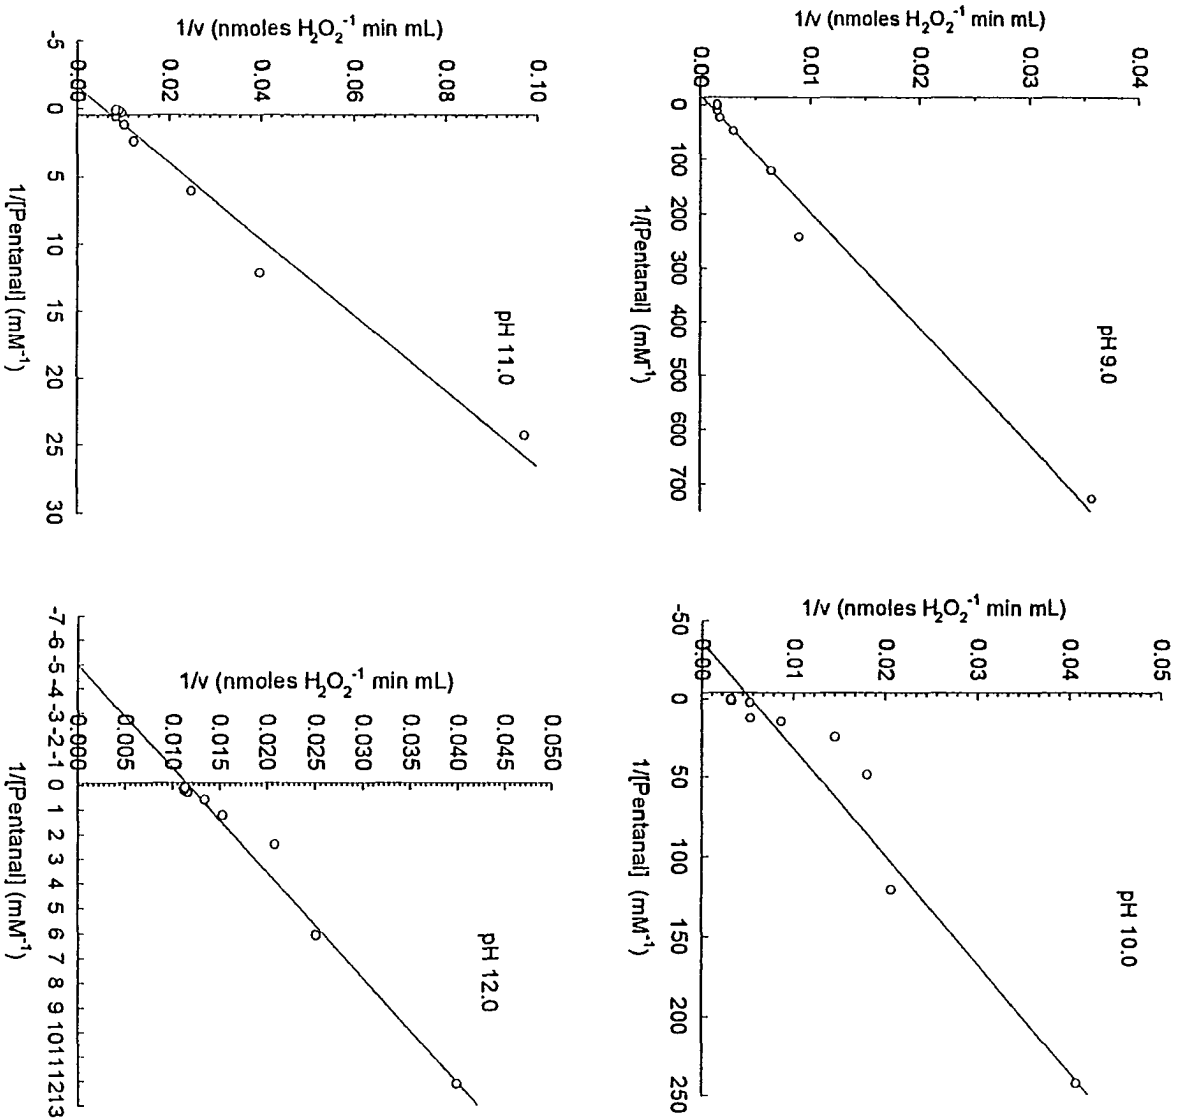 1/v (nmoles H₂O₂⁻¹ min mL)
0.04
0.03
0.02
0.01
0.00
0 100 200 300 400 500 600 700
1/[Pentanal] (mM⁻¹)
pH 9.0
1/v (nmoles H₂O₂⁻¹ min mL)
0.05
0.04
0.03
0.02
0.01
0.00
-50 0 50 100 150 200 250
1/[Pentanal] (mM⁻¹)
pH 10.0
1/v (nmoles H₂O₂⁻¹ min mL)
0.10
0.08
0.06
0.04
0.02
0.00
-5 0 5 10 15 20 25 30
1/[Pentanal] (mM⁻¹)
pH 11.0
1/v (nmoles H₂O₂⁻¹ min mL)
0.050
0.045
0.040
0.035
0.030
0.025
0.020
0.015
0.010
0.005
0.000
-7 -6 -5 -4 -3 -2 -1 0 1 2 3 4 5 6 7 8 9 10 11 12 13
1/[Pentanal] (mM⁻¹)
pH 12.0